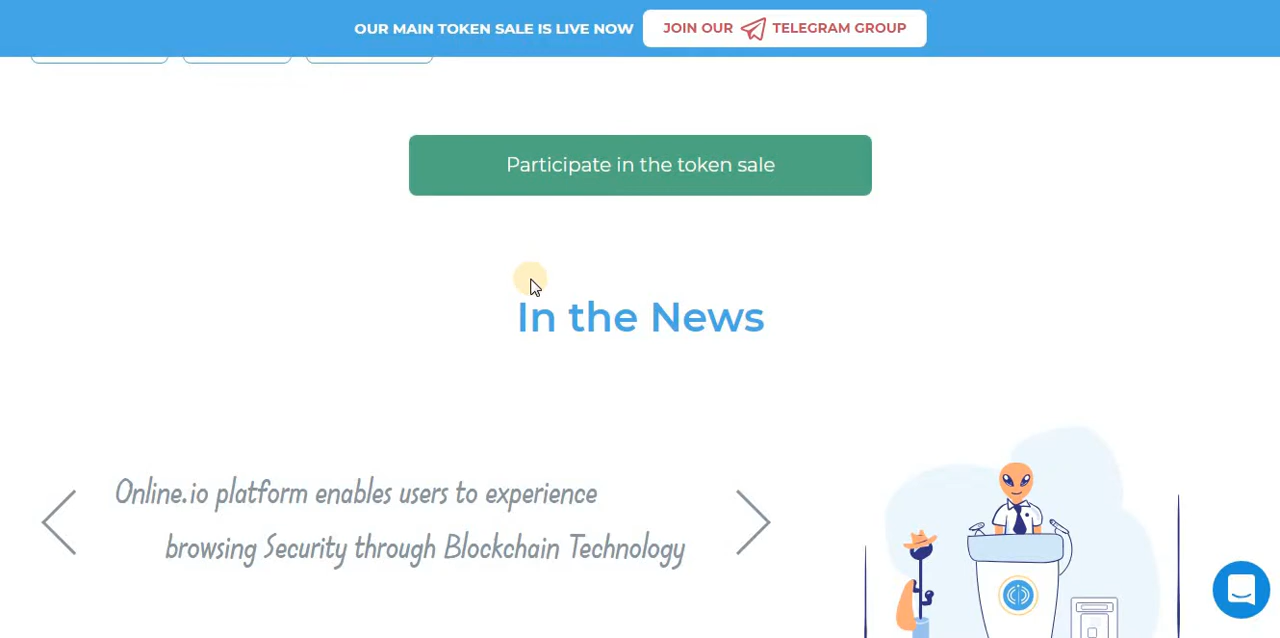 OUR MAIN TOKEN SALE IS LIVE NOW JOIN OUR TELEGRAM GROUP
Participate in the token sale
In the News
Online.io platform enables users to experience
browsing Security through Blockchain Technology